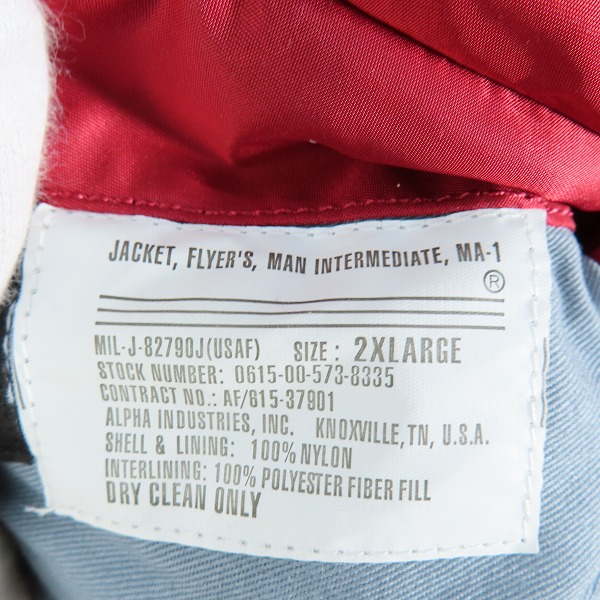 JACKET, FLYER'S, MAN INTERMEDIATE, MA-1
®
MIL-J-82790J(USAF) SIZE : 2XLARGE
STOCK NUMBER: 0615-00-573-8335
CONTRACT NO.: AF/615-37901
ALPHA INDUSTRIES, INC. KNOXVILLE,TN, U.S.A.
SHELL & LINING: 100% NYLON
INTERLINING: 100% POLYESTER FIBER FILL
DRY CLEAN ONLY